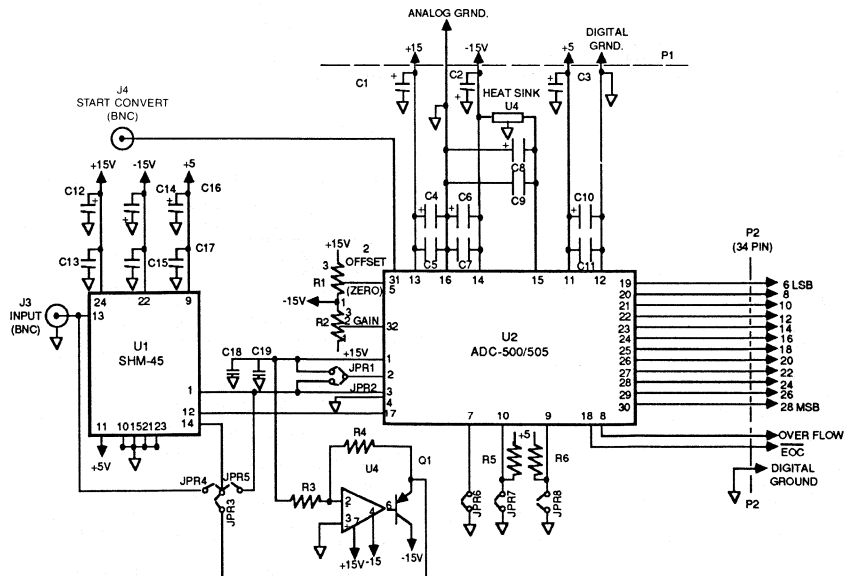 ANALOG GRND.
DIGITAL
GRND.
+15
-15V
+5
P1
C1
C2
C3
+
+
+
J4
START CONVERT
(BNC)
HEAT SINK
U4
+
C8
C9
+15V
-15V
+5
C12
C14
C16
+
+
+
C13
C15
C17
C4
C6
C10
+
+
+
C5
C7
C11
+15V
2
OFFSET
3
R1
(ZERO)
-15V
1
3
R2
2 GAIN
1
P2
(34 PIN)
31
13
16
14
15
11
12
5
32
1
2
3
4
17
U2
ADC-500/505
19
20
21
22
23
24
25
26
27
28
29
30
6 LSB
8
10
12
14
16
18
20
22
24
26
28 MSB
J3
INPUT
(BNC)
24
22
9
13
U1
SHM-45
1
12
14
11
10 15 21 23
+5V
C18
C19
+15V
JPR1
JPR2
7
10
9
18
8
OVER FLOW
EOC
DIGITAL
GROUND
P2
+5
R5
R6
JPR6
JPR7
JPR8
JPR4
JPR5
JPR3
R4
U4
Q1
R3
2
-
3
+
7
4
6
+15V
-15
-15V